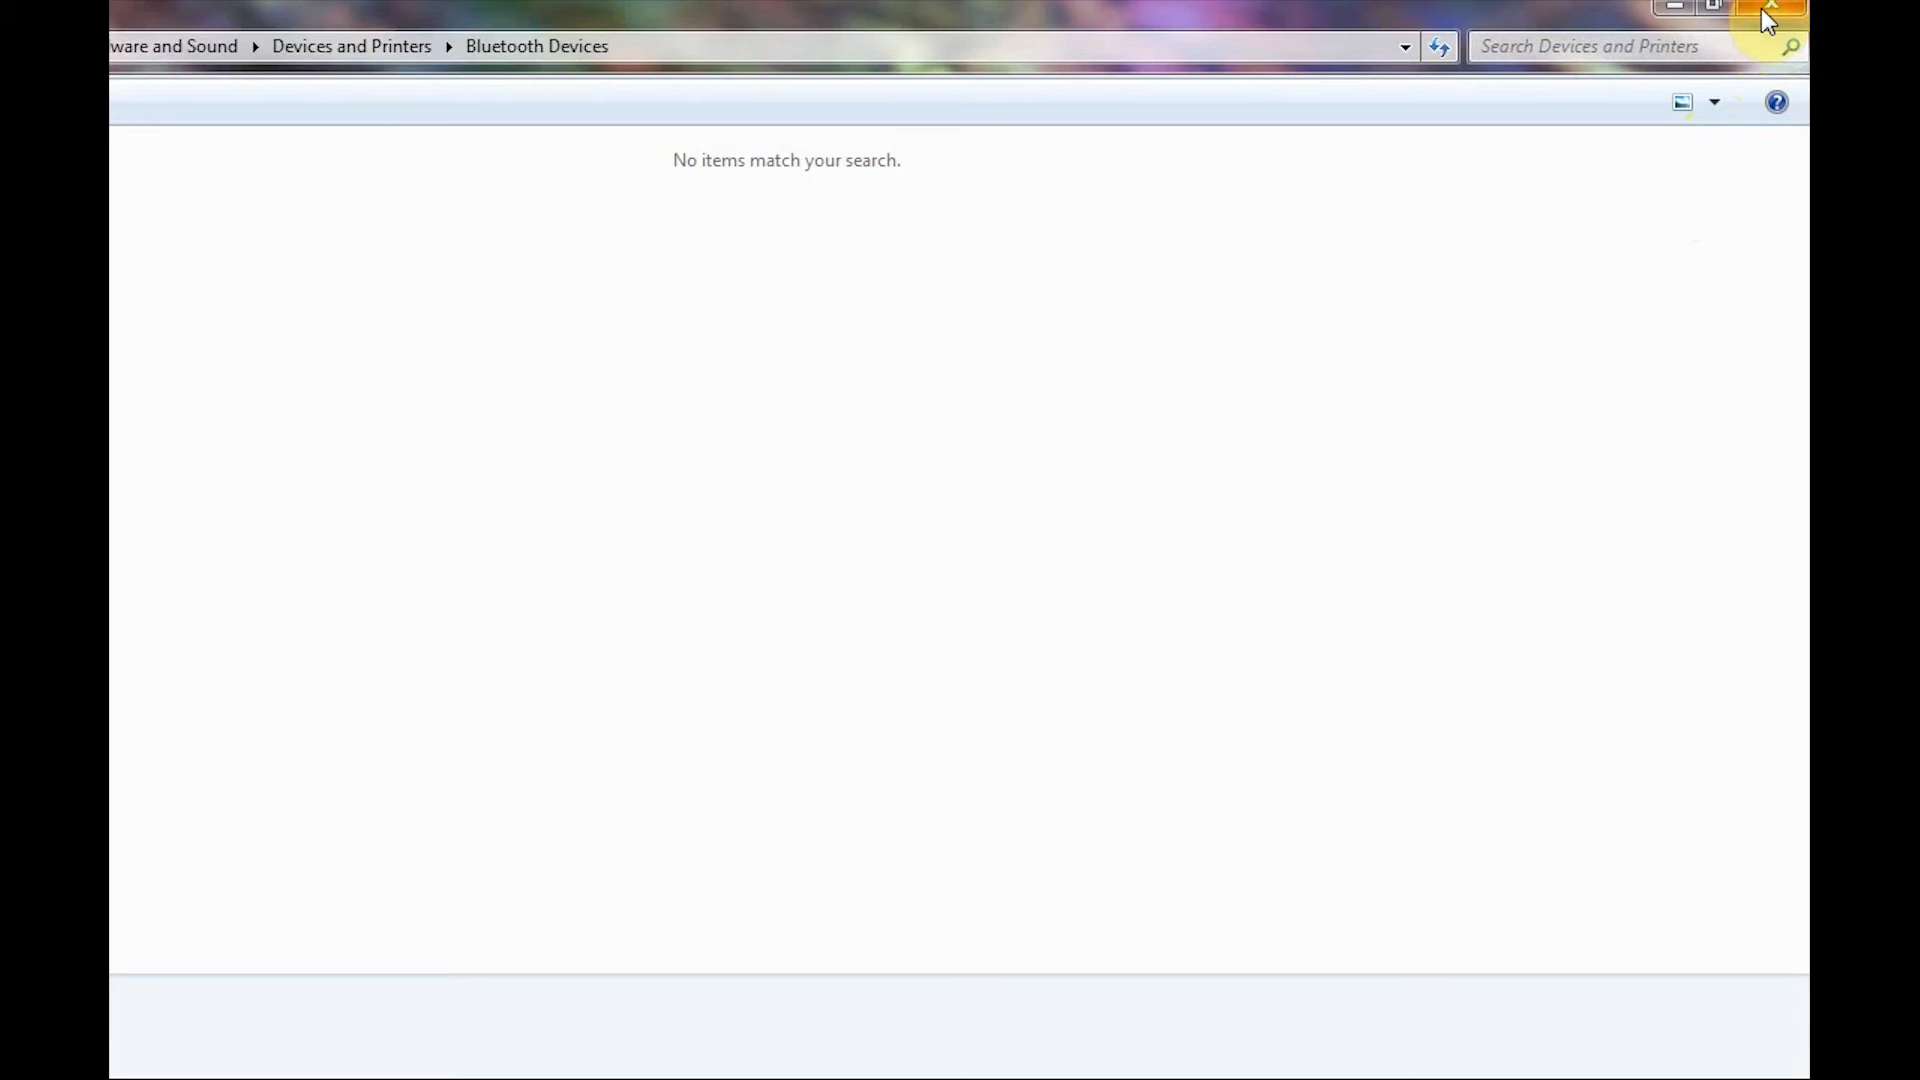 ware and Sound Devices and Printers Bluetooth Devices
Search Devices and Printers
No items match your search.